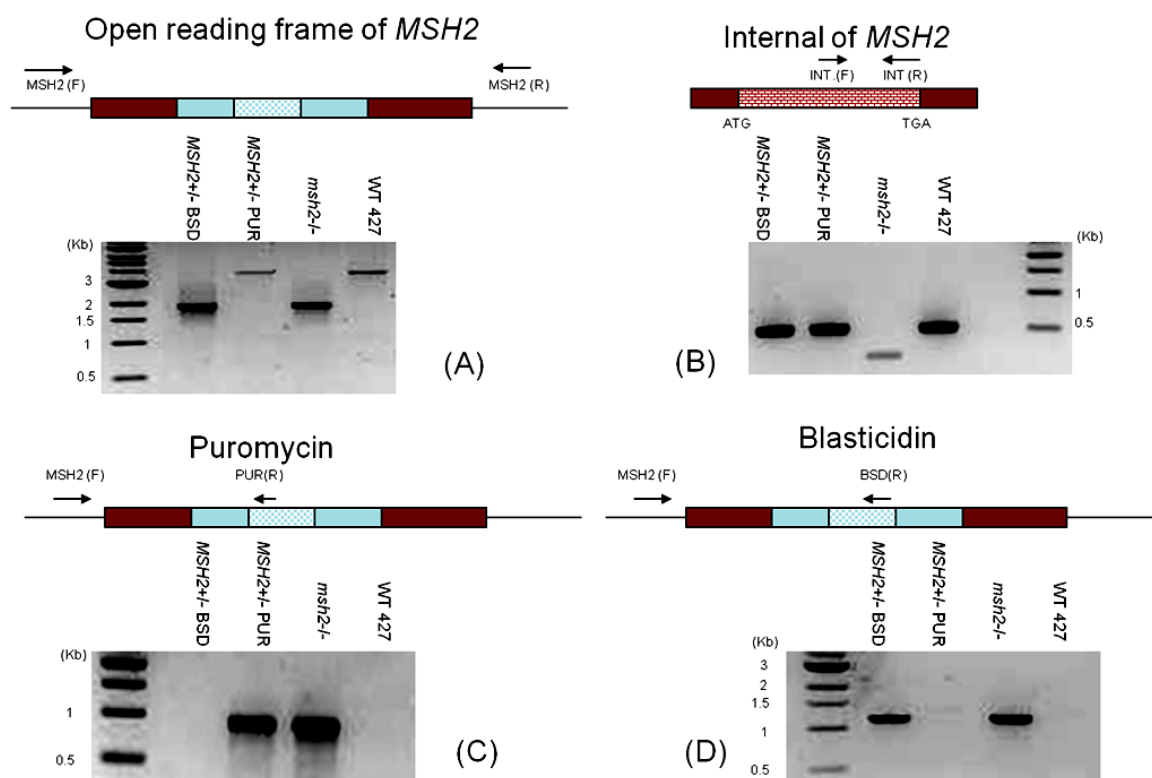 Open reading frame of MSH2
MSH2 (F)
MSH2 (R)
MSH2+/- BSD
MSH2+/- PUR
msh2-/-
WT 427
(Kb)
3
2
1.5
1
0.5
(A)
Internal of MSH2
INT .(F)
INT (R)
ATG
TGA
MSH2+/- BSD
MSH2+/- PUR
msh2-/-
WT 427
(Kb)
1
0.5
(B)
Puromycin
MSH2 (F)
PUR(R)
MSH2+/- BSD
MSH2+/- PUR
msh2-/-
WT 427
(Kb)
1
0.5
(C)
Blasticidin
MSH2 (F)
BSD(R)
MSH2+/- BSD
MSH2+/- PUR
msh2-/-
WT 427
(Kb)
3
2
1.5
1
0.5
(D)